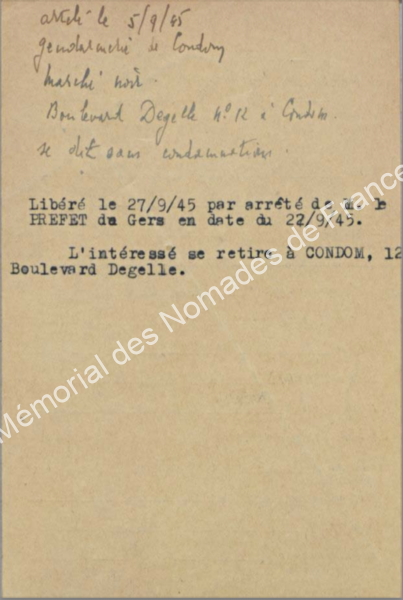 arrêté le 5/9/45
gendarmerie de Condom
marché noir.
Boulevard Degelle n° 12 à Condom.
se dit sans condamnations.
Libéré le 27/9/45 par arrêté de M. le
PREFET du Gers en date du 22/9/45.
L'intéressé se retire à CONDOM, 12
Boulevard Degelle.
Mémorial des Nomades de France